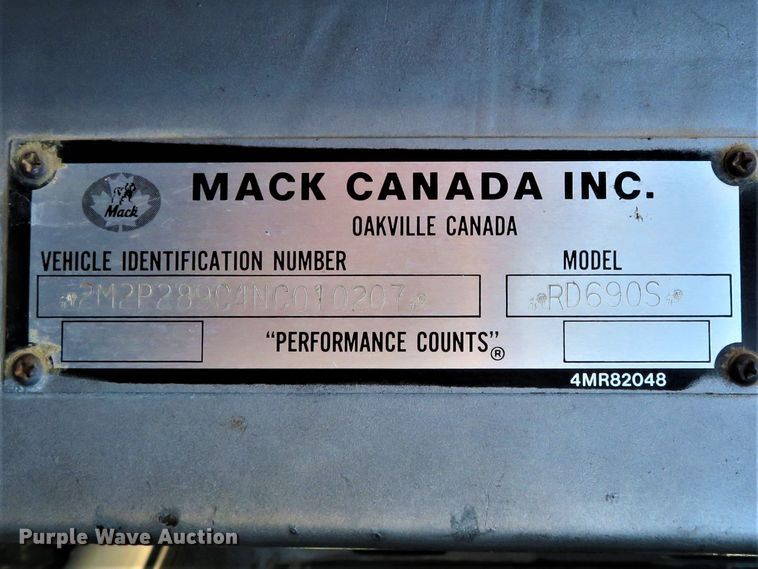 Mack
MACK CANADA INC.
OAKVILLE CANADA
VEHICLE IDENTIFICATION NUMBER MODEL
*2M2P289C4NC010207* *RD690S*
"PERFORMANCE COUNTS"®
4MR82048
Purple Wave Auction